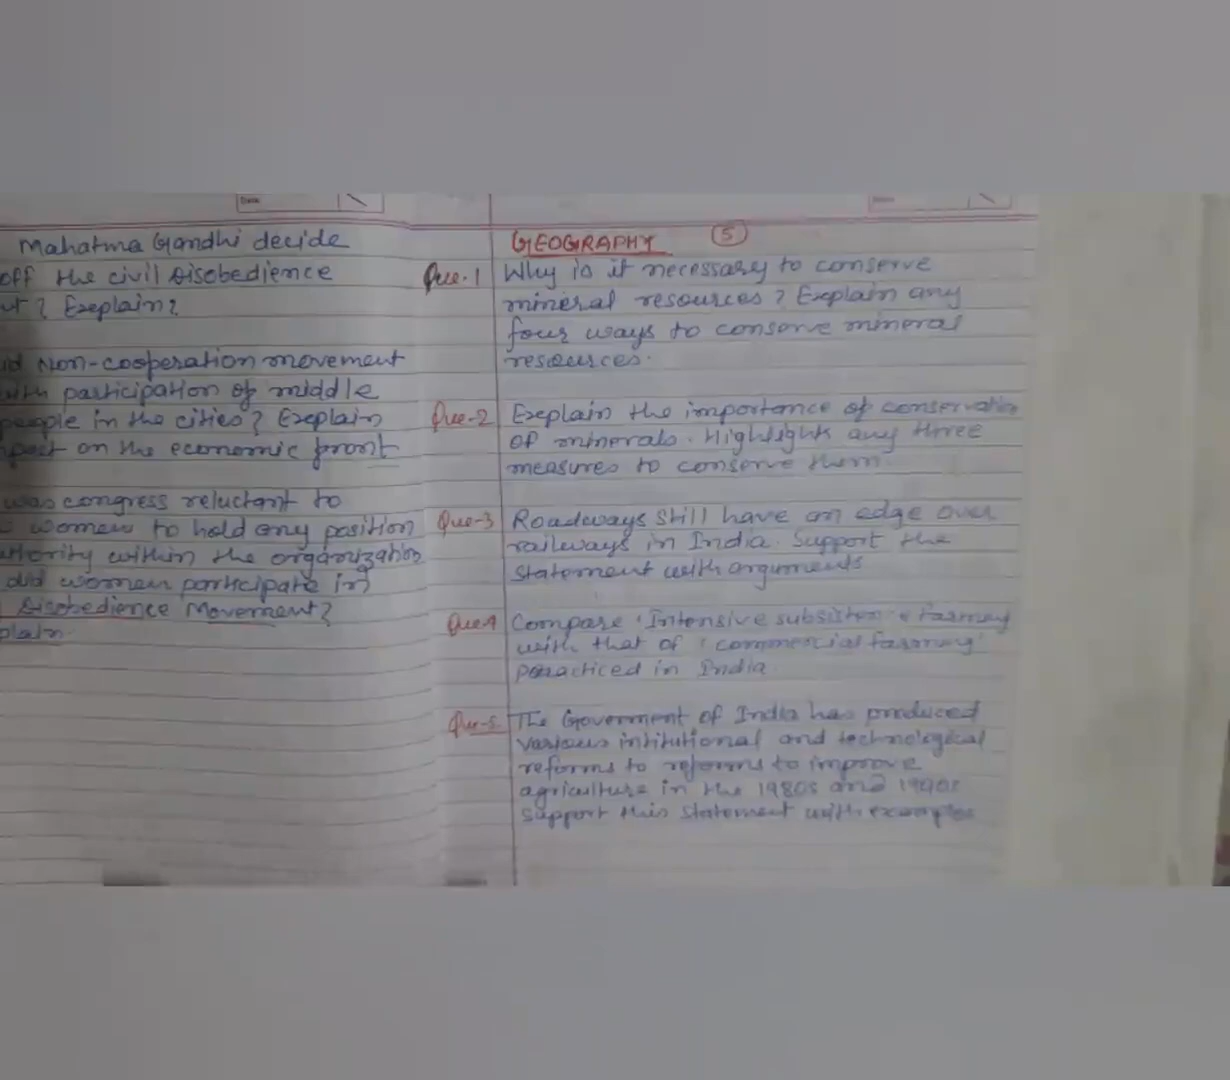 Date
Mahatma Gandhi decide
off the civil Disobedience
Explain?
Non-cooperation movement
participation of middle
people in the cities? Explain
on the economic front
was congress reluctant to
women to hold any position
within the organization
did women participate in
Disobedience Movement?
plain
GEOGRAPHY 5
Que.1 Why is it necessary to conserve
mineral resources? Explain any
four ways to conserve mineral
resources.
Que-2 Explain the importance of conservation
of minerals. Highlights any three
measures to conserve them.
Que-3 Roadways still have an edge over
railways in India. Support the
statement with arguments
Que-4 Compare 'Intensive farming
with that of 'commercial farming'
practiced in India.
Que-5 The Goverment of India has produced
various intitutional and technological
reforms to reforms to improve
agriculture in the 1980s and 1990s
support this statement with examples